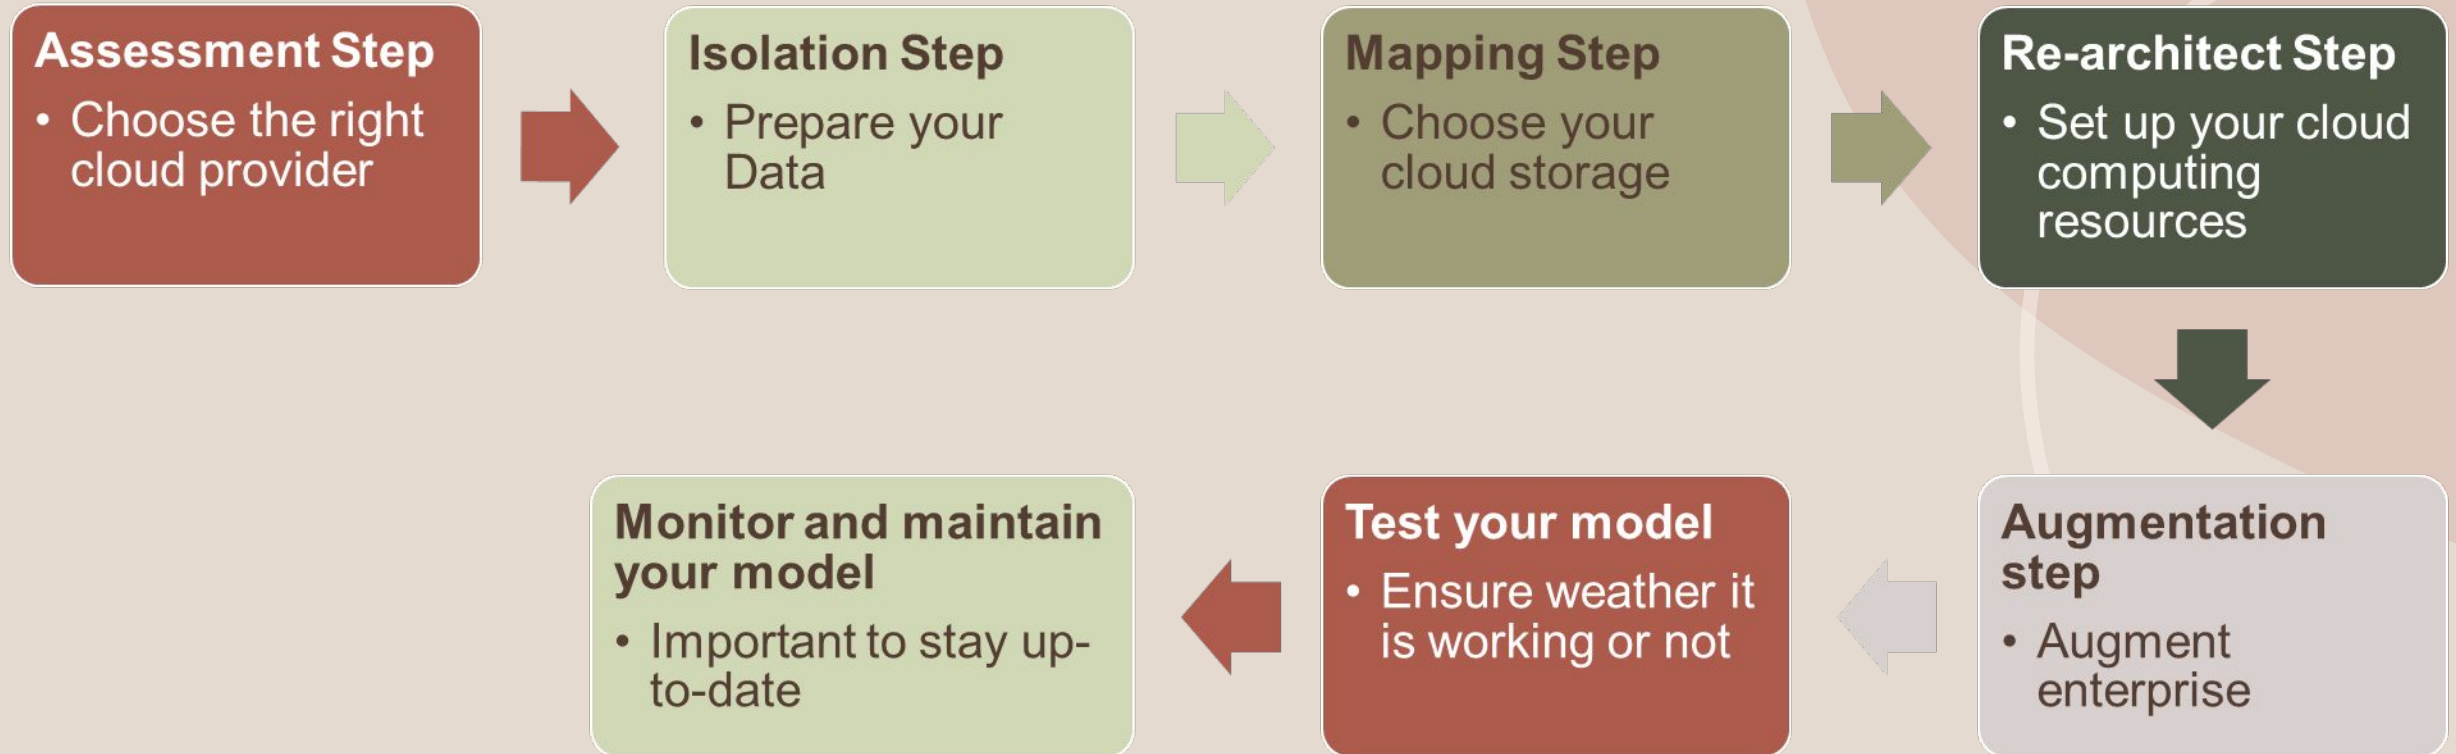 Assessment Step
• Choose the right
cloud provider
Isolation Step
• Prepare your
Data
Mapping Step
• Choose your
cloud storage
Re-architect Step
• Set up your cloud
computing
resources
Augmentation
step
• Augment
enterprise
Test your model
• Ensure weather it
is working or not
Monitor and maintain
your model
• Important to stay up-
to-date